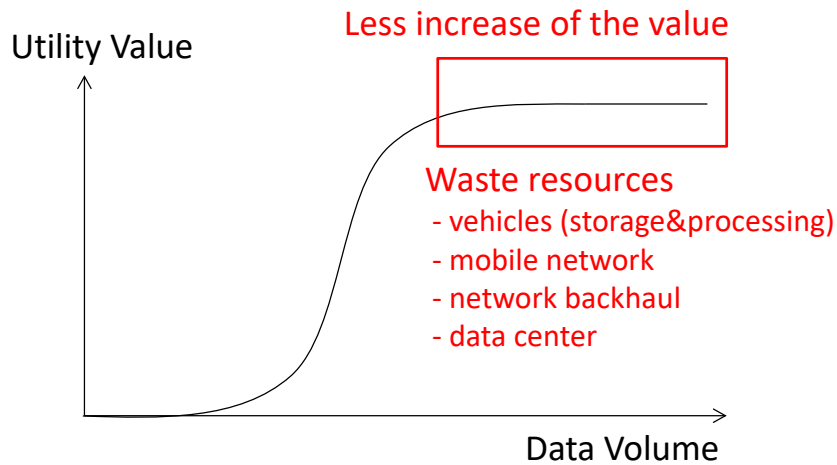 Less increase of the value
Utility Value
Waste resources
- vehicles (storage&processing)
- mobile network
- network backhaul
- data center
Data Volume